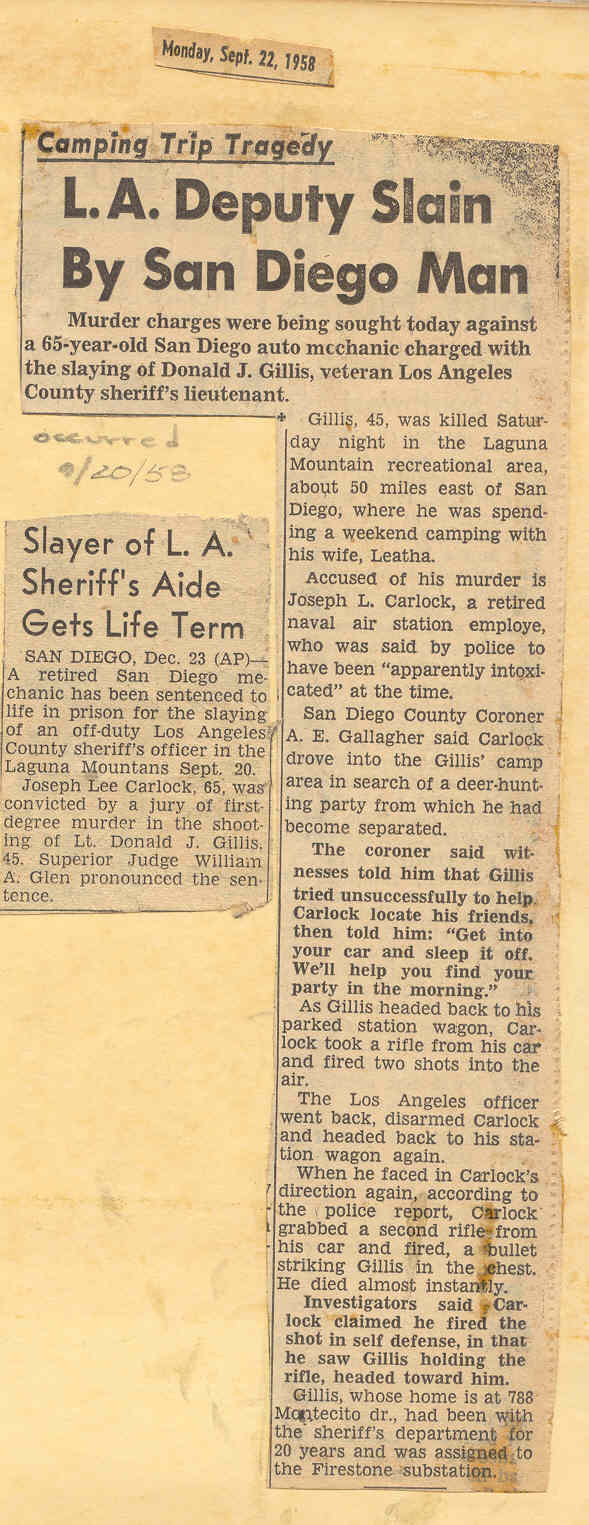 Monday, Sept. 22, 1958
Camping Trip Tragedy
L.A. Deputy Slain
By San Diego Man
Murder charges were being sought today against
a 65-year-old San Diego auto mechanic charged with
the slaying of Donald J. Gillis, veteran Los Angeles
County sheriff's lieutenant.
Gillis, 45, was killed Satur-
day night in the Laguna
Mountain recreational area,
about 50 miles east of San
Diego, where he was spend-
ing a weekend camping with
his wife, Leatha.
Accused of his murder is
Joseph L. Carlock, a retired
naval air station employe,
who was said by police to
have been "apparently intoxi-
cated" at the time.
San Diego County Coroner
A. E. Gallagher said Carlock
drove into the Gillis' camp
area in search of a deer-hunt-
ing party from which he had
become separated.
The coroner said wit-
nesses told him that Gillis
tried unsuccessfully to help
Carlock locate his friends,
then told him: "Get into
your car and sleep it off.
We'll help you find your
party in the morning."
As Gillis headed back to his
parked station wagon, Car-
lock took a rifle from his car
and fired two shots into the
air.
The Los Angeles officer
went back, disarmed Carlock
and headed back to his sta-
tion wagon again.
When he faced in Carlock's
direction again, according to
the police report, Carlock
grabbed a second rifle from
his car and fired, a bullet
striking Gillis in the chest.
He died almost instantly.
Investigators said Car-
lock claimed he fired the
shot in self defense, in that
he saw Gillis holding the
rifle, headed toward him.
Gillis, whose home is at 788
Montecito dr., had been with
the sheriff's department for
20 years and was assigned to
the Firestone substation.
occurred
9/20/58
Slayer of L. A.
Sheriff's Aide
Gets Life Term
SAN DIEGO, Dec. 23 (AP)—
A retired San Diego me-
chanic has been sentenced to
life in prison for the slaying
of an off-duty Los Angeles
County sheriff's officer in the
Laguna Mountans Sept. 20.
Joseph Lee Carlock, 65, was
convicted by a jury of first-
degree murder in the shoot-
ing of Lt. Donald J. Gillis,
45. Superior Judge William
A. Glen pronounced the sen-
tence.